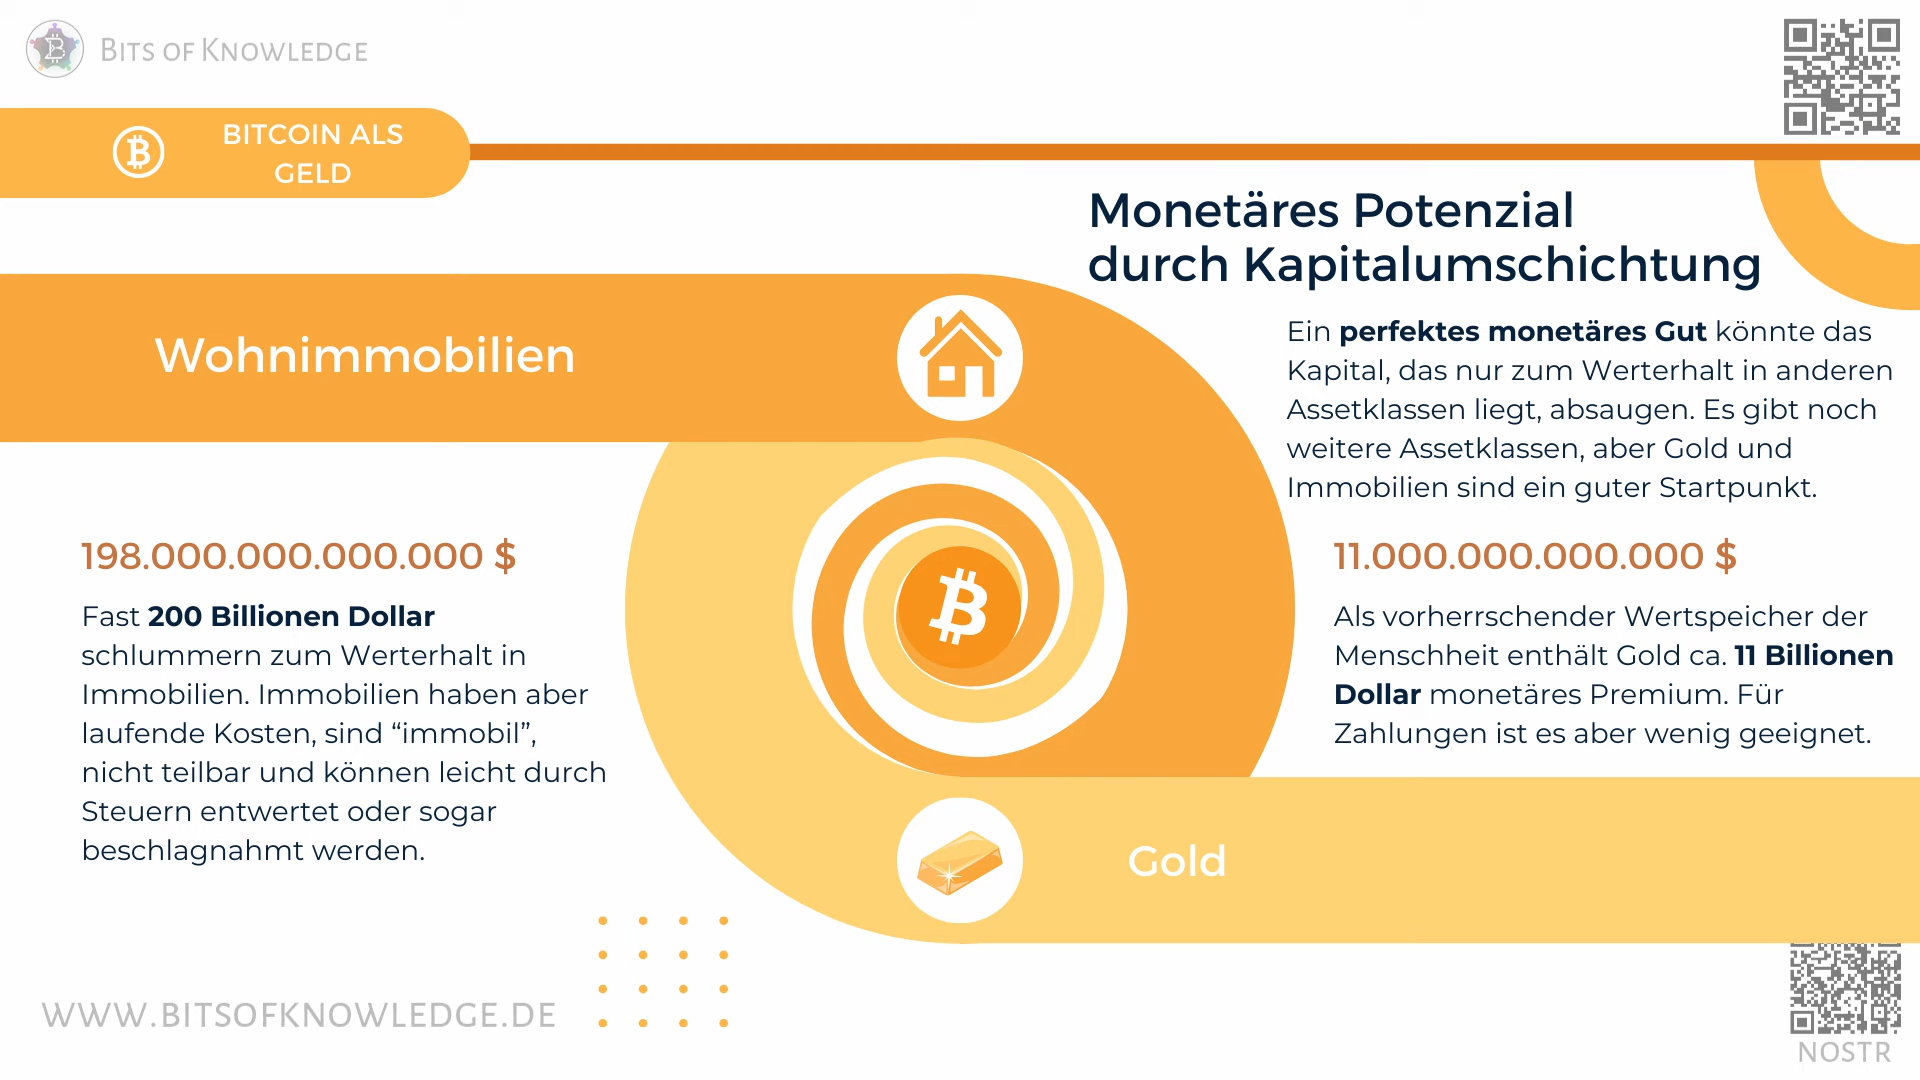 BITS OF KNOWLEDGE
BITCOIN ALS
GELD
Monetäres Potenzial
durch Kapitalumschichtung
Wohnimmobilien
Ein perfektes monetäres Gut könnte das
Kapital, das nur zum Werterhalt in anderen
Assetklassen liegt, absaugen. Es gibt noch
weitere Assetklassen, aber Gold und
Immobilien sind ein guter Startpunkt.
198.000.000.000.000 $
Fast 200 Billionen Dollar
schlummern zum Werterhalt in
Immobilien. Immobilien haben aber
laufende Kosten, sind “immobil”,
nicht teilbar und können leicht durch
Steuern entwertet oder sogar
beschlagnahmt werden.
11.000.000.000.000 $
Als vorherrschender Wertspeicher der
Menschheit enthält Gold ca. 11 Billionen
Dollar monetäres Premium. Für
Zahlungen ist es aber wenig geeignet.
Gold
WWW.BITSOFKNOWLEDGE.DE
NOSTR